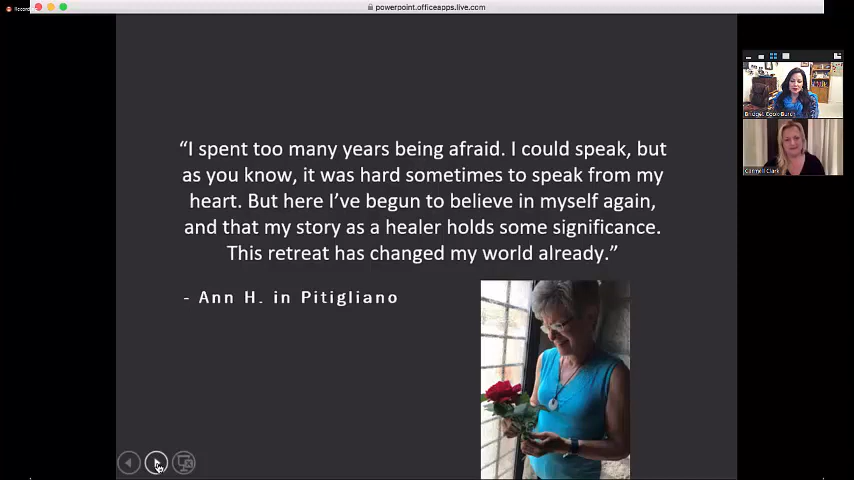 powerpoint.officeapps.live.com
“I spent too many years being afraid. I could speak, but
as you know, it was hard sometimes to speak from my
heart. But here I’ve begun to believe in myself again,
and that my story as a healer holds some significance.
This retreat has changed my world already.”
- Ann H. in Pitigliano
Carmell Clark